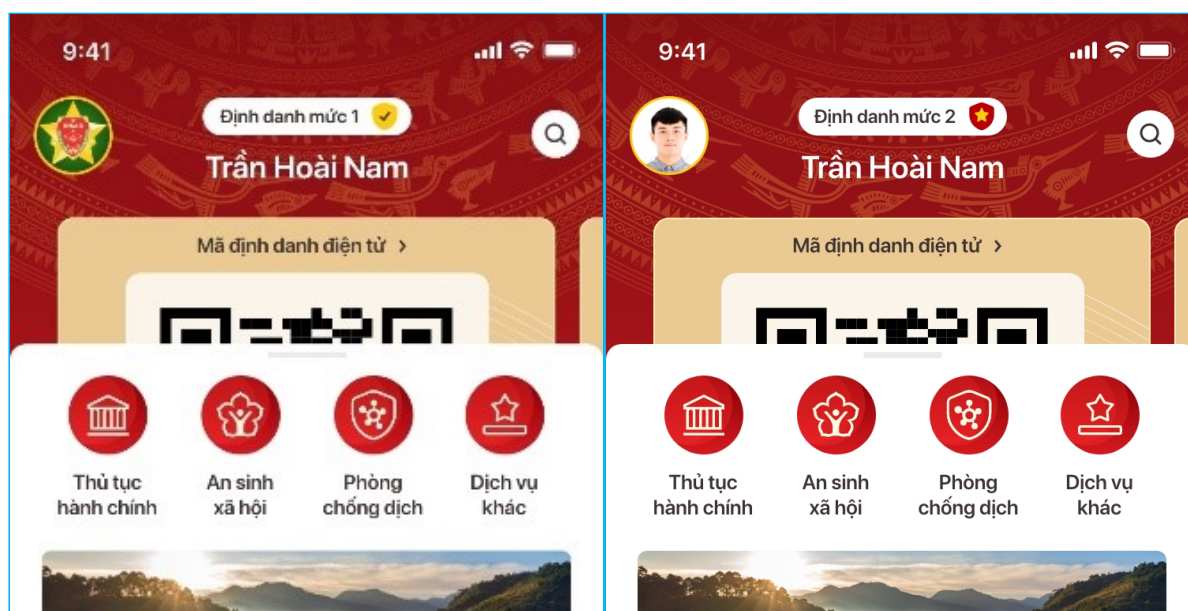 9:41
Định danh mức 1
Trần Hoài Nam
Mã định danh điện tử
Thủ tục
hành chính
An sinh
xã hội
Phòng
chống dịch
Dịch vụ
khác
9:41
Định danh mức 2
Trần Hoài Nam
Mã định danh điện tử
Thủ tục
hành chính
An sinh
xã hội
Phòng
chống dịch
Dịch vụ
khác